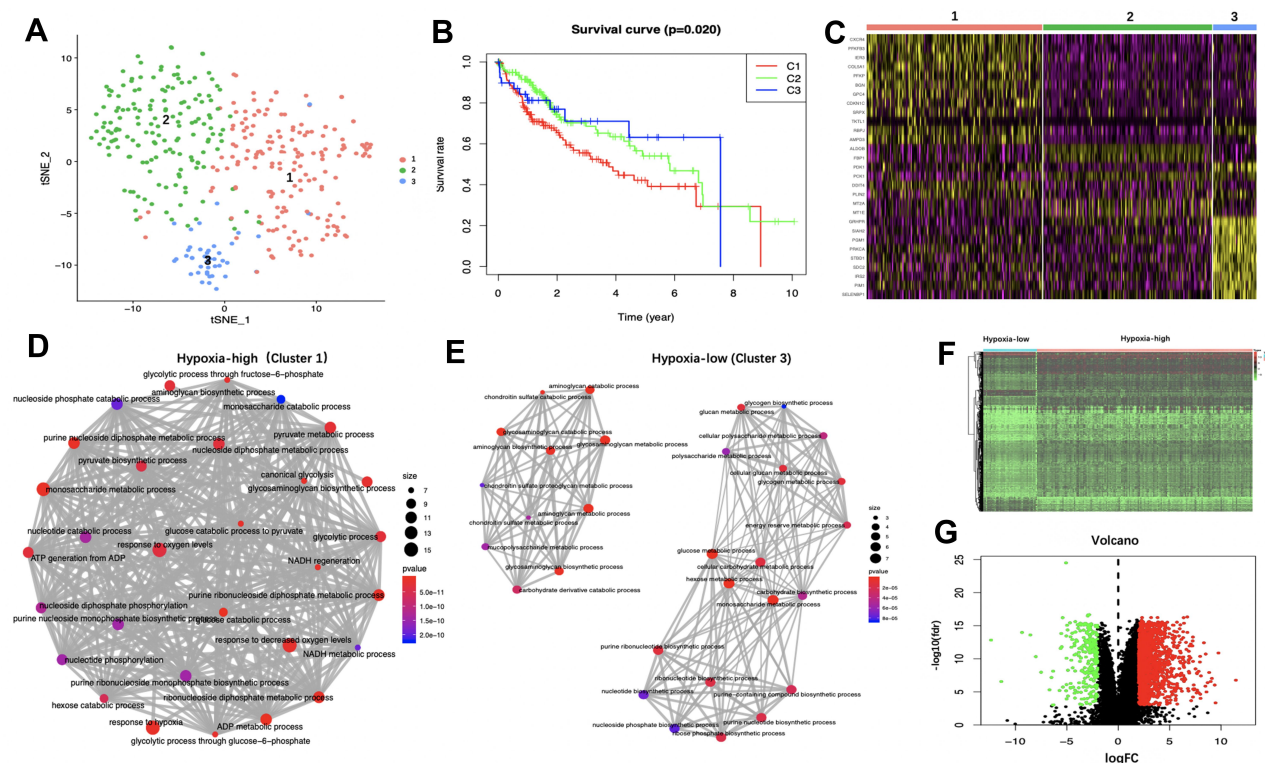 A
tSNE_2
10
5
0
−5
−10
−10
0
10
tSNE_1
2
1
3
1
2
3
B
Survival curve (p=0.020)
Survival rate
1.0
0.8
0.6
0.4
0.2
0.0
0
2
4
6
8
10
Time (year)
C1
C2
C3
C
1
2
3
CXCR4
PPFKFB3
IER3
COL5A1
PFKP
BGN
GPC4
CDKN1C
SRPX
TKTL1
RBPJ
AMPD3
ALDOB
FBP1
PDK1
PCK1
DDIT4
PLIN2
MT2A
MT1E
GRHPR
SIAH2
PGM1
PRKCA
STBD1
SDC2
IRS2
PIM1
SELENBP1
D
Hypoxia-high (Cluster 1)
glycolytic process through fructose−6−phosphate
aminoglycan biosynthetic process
nucleoside phosphate catabolic process
monosaccharide catabolic process
pyruvate metabolic process
purine nucleoside diphosphate metabolic process
nucleoside diphosphate metabolic process
pyruvate biosynthetic process
canonical glycolysis
monosaccharide metabolic process
glycosaminoglycan biosynthetic process
nucleotide catabolic process
glucose catabolic process to pyruvate
glycolytic process
response to oxygen levels
ATP generation from ADP
NADH regeneration
purine ribonucleoside diphosphate metabolic process
nucleoside diphosphate phosphorylation
purine nucleoside monophosphate biosynthetic process
glucose catabolic process
response to decreased oxygen levels
NADH metabolic process
nucleotide phosphorylation
purine ribonucleoside monophosphate biosynthetic process
ribonucleoside diphosphate metabolic process
hexose catabolic process
response to hypoxia
ADP metabolic process
glycolytic process through glucose−6−phosphate
size
7
9
11
13
15
pvalue
5.0e−11
1.0e−10
1.5e−10
2.0e−10
E
Hypoxia-low (Cluster 3)
aminoglycan catabolic process
chondroitin sulfate catabolic process
glycosaminoglycan catabolic process
glycosaminoglycan metabolic process
aminoglycan biosynthetic process
chondroitin sulfate proteoglycan metabolic process
aminoglycan metabolic process
chondroitin sulfate metabolic process
mucopolysaccharide metabolic process
glycosaminoglycan biosynthetic process
carbohydrate derivative catabolic process
glycogen biosynthetic process
glucan metabolic process
cellular polysaccharide metabolic process
polysaccharide metabolic process
cellular glucan metabolic process
glycogen metabolic process
energy reserve metabolic process
glucose metabolic process
cellular carbohydrate metabolic process
hexose metabolic process
carbohydrate biosynthetic process
monosaccharide metabolic process
purine ribonucleotide biosynthetic process
ribonucleotide biosynthetic process
nucleotide biosynthetic process
purine−containing compound biosynthetic process
nucleoside phosphate biosynthetic process
purine nucleotide biosynthetic process
ribose phosphate biosynthetic process
size
3
4
5
6
7
pvalue
2e−05
4e−05
6e−05
8e−05
F
Hypoxia-low
Hypoxia-high
G
Volcano
-log10(fdr)
25
20
15
10
5
0
−10
−5
0
5
10
logFC